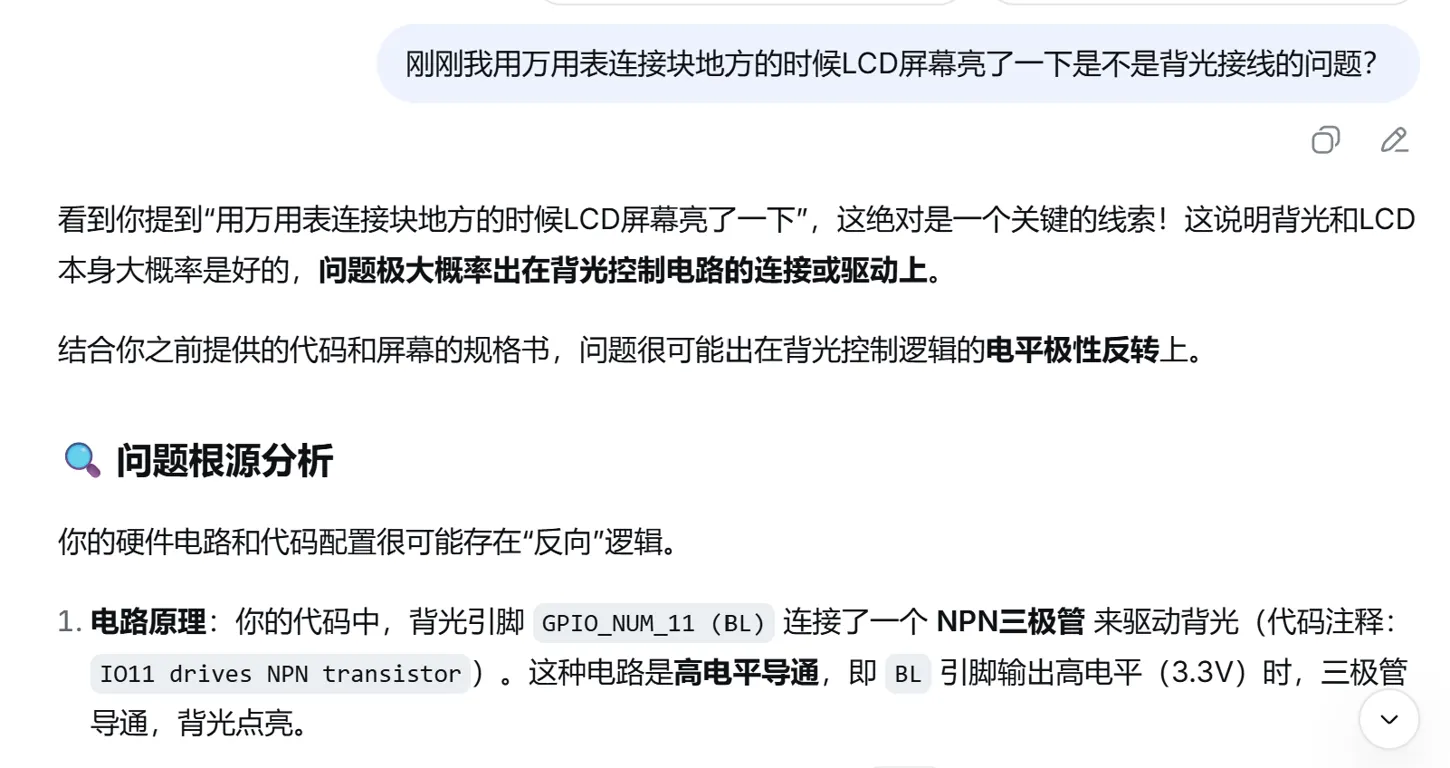 刚刚我用万用表连接块地方的时候LCD屏幕亮了一下是不是背光接线的问题？
看到你提到“用万用表连接块地方的时候LCD屏幕亮了一下”，这绝对是一个关键的线索！这说明背光和LCD
本身大概率是好的，问题极大概率出在背光控制电路的连接或驱动上。
结合你之前提供的代码和屏幕的规格书，问题很可能出在背光控制逻辑的电平极性反转上。
🔍 问题根源分析
你的硬件电路和代码配置很可能存在“反向”逻辑。
1. 电路原理：你的代码中，背光引脚 GPIO_NUM_11 (BL) 连接了一个 NPN三极管 来驱动背光（代码注释：
IO11 drives NPN transistor）。这种电路是高电平导通，即 BL 引脚输出高电平（3.3V）时，三极管
导通，背光点亮。